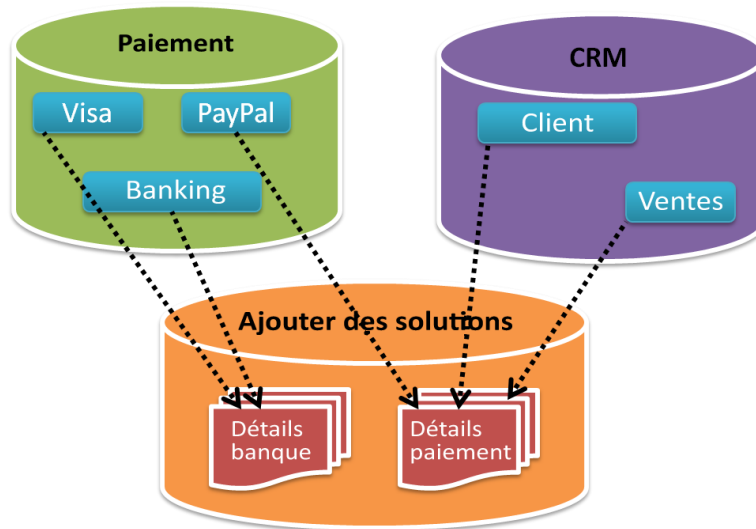 Paiement
CRM
Visa
PayPal
Client
Banking
Ventes
Ajouter des solutions
Détails
banque
Détails
paiement